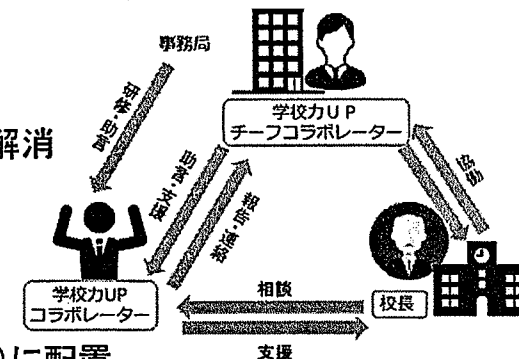 事務局
研修・助言
学校力UP
チーフコラボレーター
解消
助言・支援
報告・連絡
協働
学校力UP
コラボレーター
相談
校長
支援
に配置